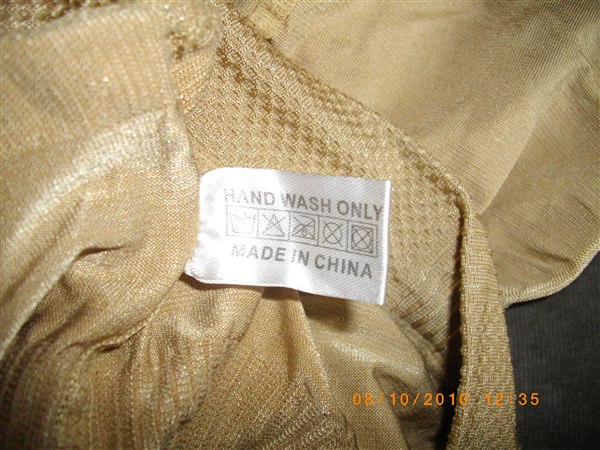 HAND WASH ONLY
MADE IN CHINA
08/10/2010 12:35